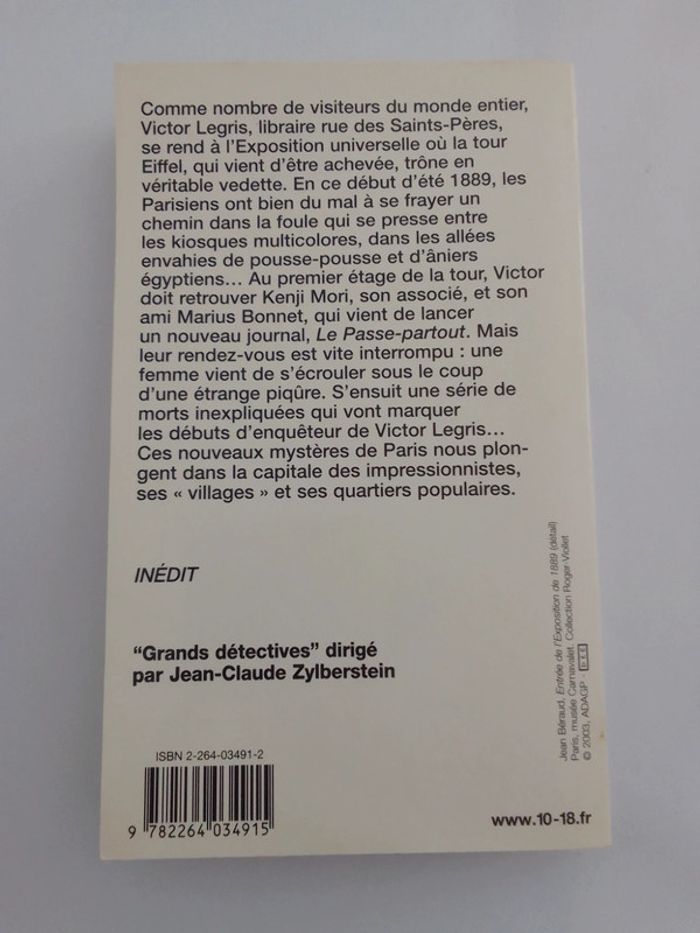 Comme nombre de visiteurs du monde entier,
Victor Legris, libraire rue des Saints-Pères,
se rend à l'Exposition universelle où la tour
Eiffel, qui vient d'être achevée, trône en
véritable vedette. En ce début d'été 1889, les
Parisiens ont bien du mal à se frayer un
chemin dans la foule qui se presse entre
les kiosques multicolores, dans les allées
envahies de pousse-pousse et d'âniers
égyptiens... Au premier étage de la tour, Victor
doit retrouver Kenji Mori, son associé, et son
ami Marius Bonnet, qui vient de lancer
un nouveau journal, Le Passe-partout. Mais
leur rendez-vous est vite interrompu : une
femme vient de s'écrouler sous le coup
d'une étrange piqûre. S'ensuit une série de
morts inexpliquées qui vont marquer
les débuts d'enquêteur de Victor Legris...
Ces nouveaux mystères de Paris nous plon-
gent dans la capitale des impressionnistes,
ses « villages » et ses quartiers populaires.
INÉDIT
"Grands détectives" dirigé
par Jean-Claude Zylberstein
ISBN 2-264-03491-2
9 782264 034915
www.10-18.fr
Jean Béraud, Entrée de l'Exposition de 1889 (détail)
Paris, musée Carnavalet. Collection Roger-Viollet
© 2003, ADAGP -